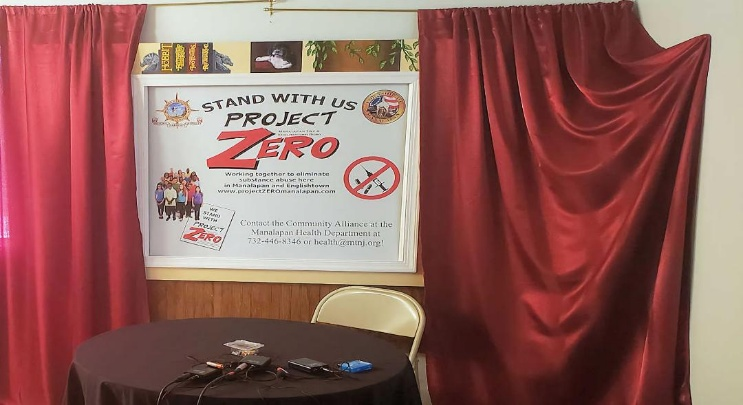 HOBBIT
STAND WITH US
PROJECT
ZERO
Working together to eliminate
substance abuse here
in Manalapan and Englishtown
www.projectZEROmanalapan.com
WE
STAND
WITH
PROJECT
ZERO
Contact the Community Alliance at the
Manalapan Health Department at
732-446-8346 or health@mtnj.org!